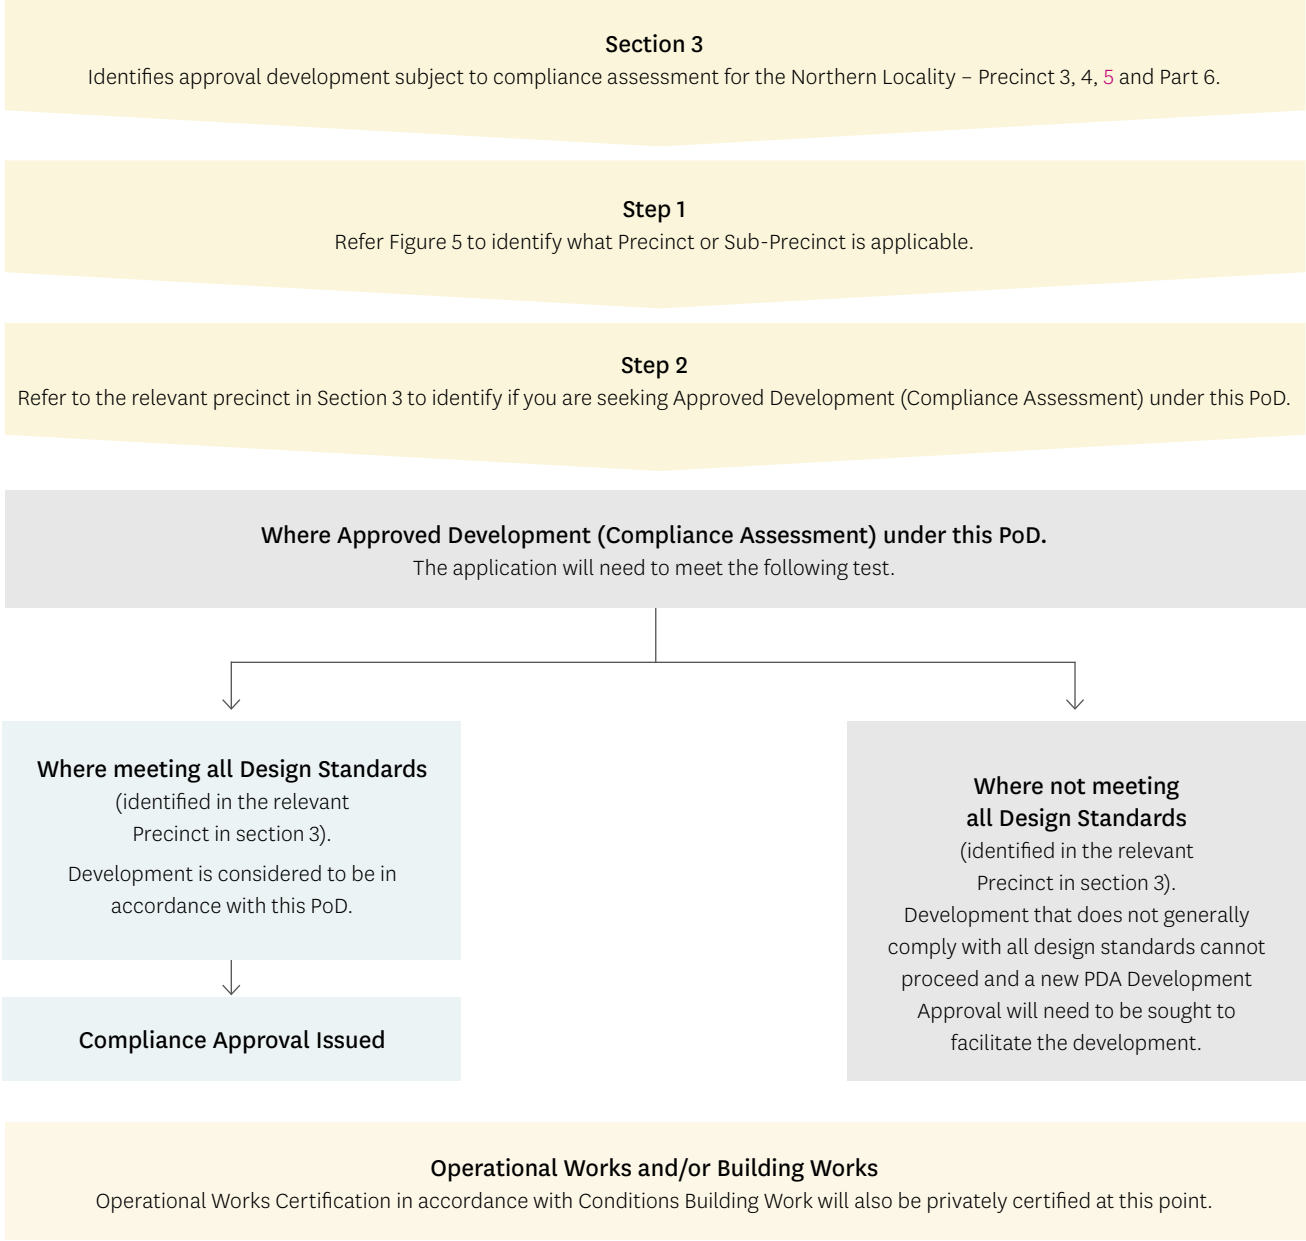 Section 3
Identifies approval development subject to compliance assessment for the Northern Locality – Precinct 3, 4, 5 and Part 6.
Step 1
Refer Figure 5 to identify what Precinct or Sub-Precinct is applicable.
Step 2
Refer to the relevant precinct in Section 3 to identify if you are seeking Approved Development (Compliance Assessment) under this PoD.
Where Approved Development (Compliance Assessment) under this PoD.
The application will need to meet the following test.
Where meeting all Design Standards
(identified in the relevant
Precinct in section 3).
Development is considered to be in
accordance with this PoD.
Compliance Approval Issued
Where not meeting
all Design Standards
(identified in the relevant
Precinct in section 3).
Development that does not generally
comply with all design standards cannot
proceed and a new PDA Development
Approval will need to be sought to
facilitate the development.
Operational Works and/or Building Works
Operational Works Certification in accordance with Conditions Building Work will also be privately certified at this point.